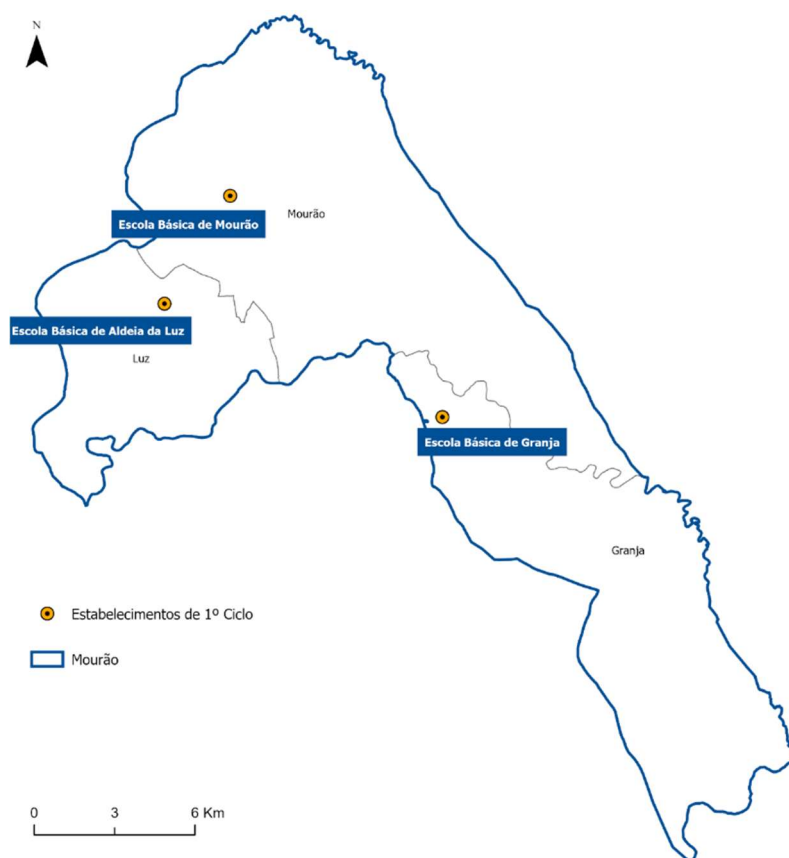 N
Mourão
Escola Básica de Mourão
Escola Básica de Aldeia da Luz
Luz
Escola Básica de Granja
Granja
Estabelecimentos de 1º Ciclo
Mourão
0 3 6 Km